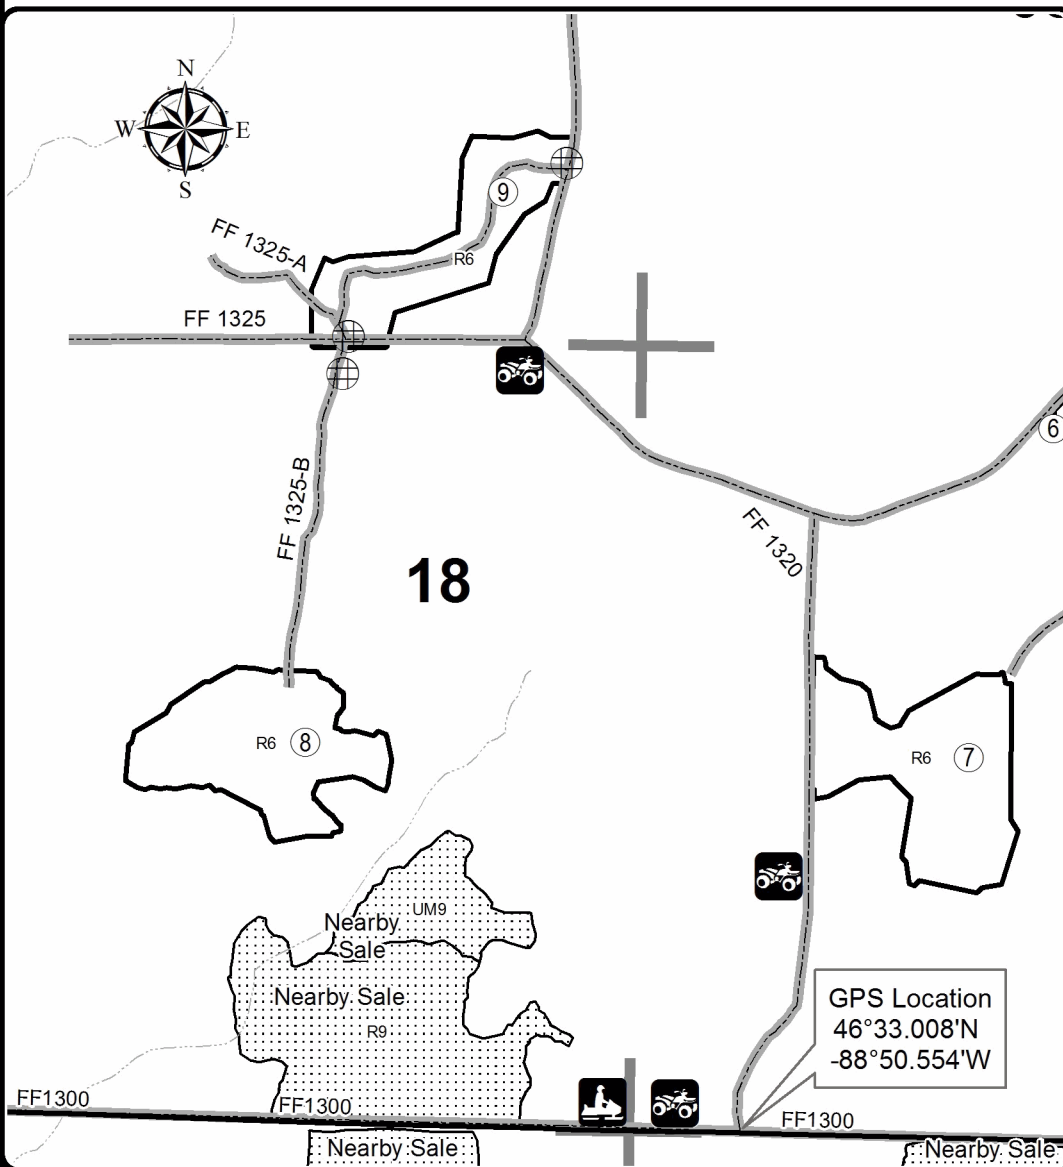 N
W E
S
9
FF 1325-A
R6
FF 1325
6
FF 1325-B
FF 1320
18
R6 8
R6 7
UM9
Nearby
Sale
Nearby Sale
R9
GPS Location
46°33.008'N
-88°50.554'W
FF1300
FF1300
FF1300
Nearby Sale
Nearby Sale